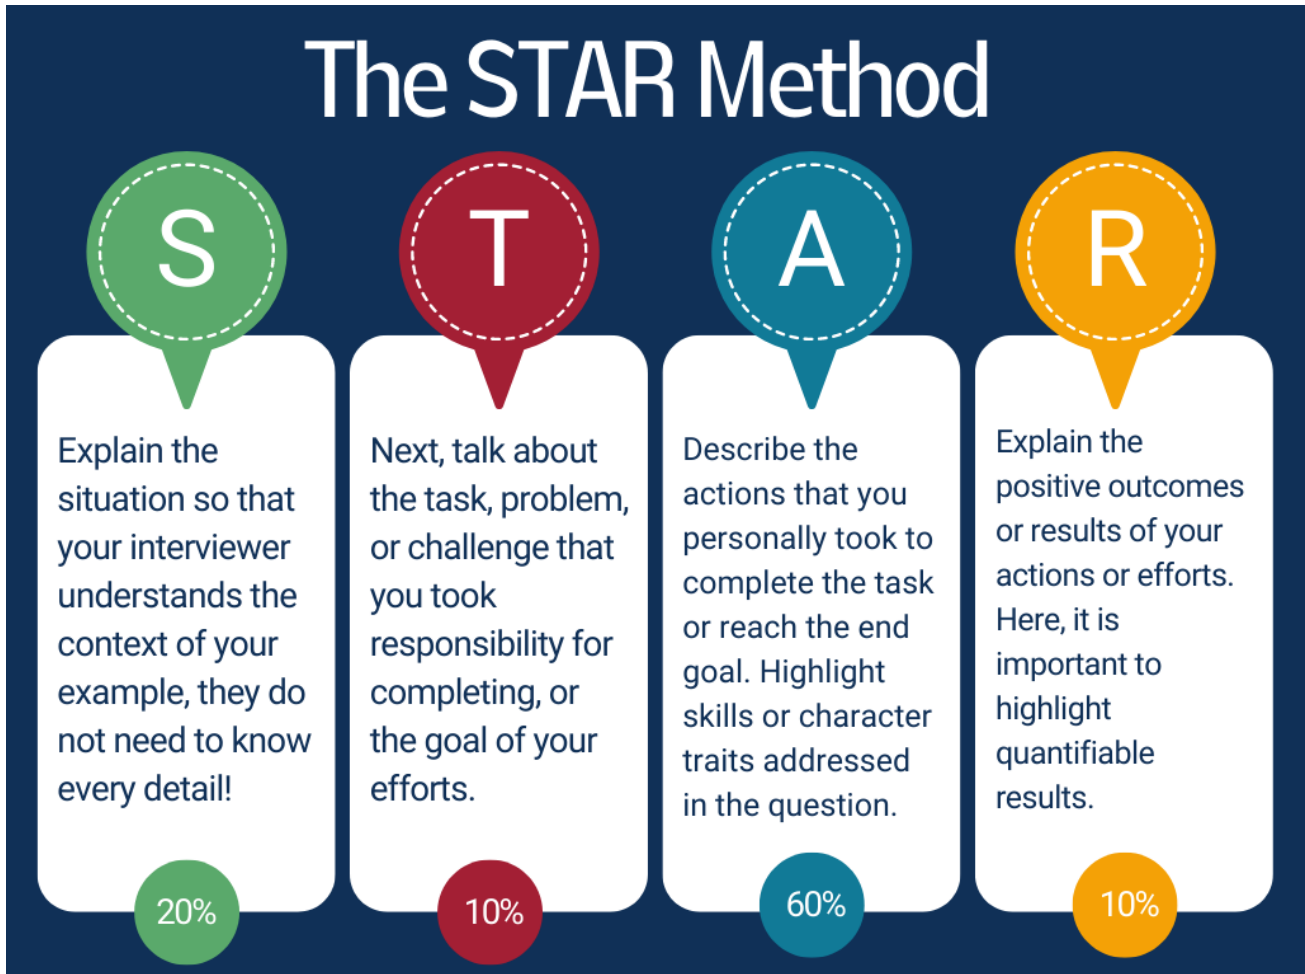 The STAR Method
S
Explain the
situation so that
your interviewer
understands the
context of your
example, they do
not need to know
every detail!
20%
T
Next, talk about
the task, problem,
or challenge that
you took
responsibility for
completing, or
the goal of your
efforts.
10%
A
Describe the
actions that you
personally took to
complete the task
or reach the end
goal. Highlight
skills or character
traits addressed
in the question.
60%
R
Explain the
positive outcomes
or results of your
actions or efforts.
Here, it is
important to
highlight
quantifiable
results.
10%